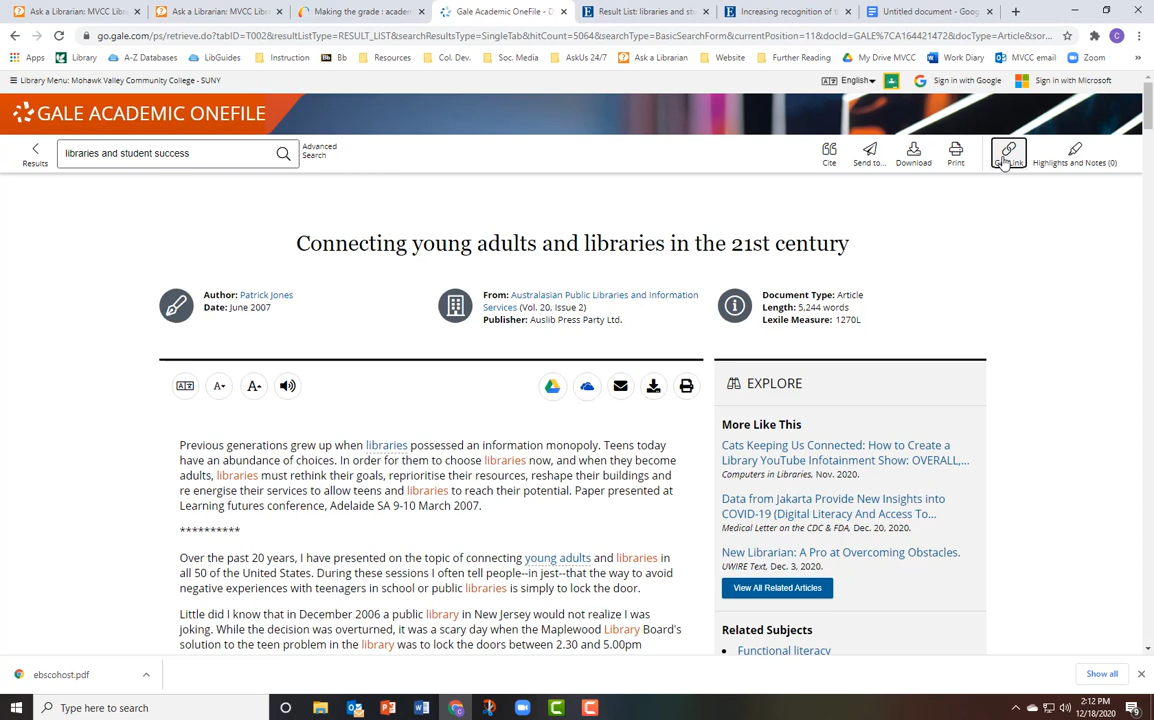 Ask a Librarian: MVCC Libr
Ask a Librarian: MVCC Libr
Making the grade : academ
Gale Academic OneFile - D
Result List: libraries and stu
Increasing recognition of t
Untitled document - Goog
go.gale.com/ps/retrieve.do?tabID=T002&resultListType=RESULT_LIST&searchResultsType=SingleTab&hitCount=5064&searchType=BasicSearchForm&currentPosition=11&docId=GALE%7CA164421472&docType=Article&sor...
C
Apps Library A-Z Databases LibGuides Instruction Bb Bb Resources Col. Dev. Soc. Media AskUs 24/7 Ask a Librarian Website Further Reading My Drive MVCC Work Diary MVCC email Zoom »
Library Menu: Mohawk Valley Community College - SUNY
English
Sign in with Google
Sign in with Microsoft
GALE ACADEMIC ONEFILE
Results
libraries and student success
Advanced
Search
Cite
Send to...
Download
Print
Highlights and Notes (0)
Connecting young adults and libraries in the 21st century
Author: Patrick Jones
Date: June 2007
From: Australasian Public Libraries and Information
Services (Vol. 20, Issue 2)
Publisher: Auslib Press Party Ltd.
Document Type: Article
Length: 5,244 words
Lexile Measure: 1270L
A- A+
Previous generations grew up when libraries possessed an information monopoly. Teens today
have an abundance of choices. In order for them to choose libraries now, and when they become
adults, libraries must rethink their goals, reprioritise their resources, reshape their buildings and
re energise their services to allow teens and libraries to reach their potential. Paper presented at
Learning futures conference, Adelaide SA 9-10 March 2007.
**********
Over the past 20 years, I have presented on the topic of connecting young adults and libraries in
all 50 of the United States. During these sessions I often tell people--in jest--that the way to avoid
negative experiences with teenagers in school or public libraries is simply to lock the door.
Little did I know that in December 2006 a public library in New Jersey would not realize I was
joking. While the decision was overturned, it was a scary day when the Maplewood Library Board's
solution to the teen problem in the library was to lock the doors between 2.30 and 5.00pm
EXPLORE
More Like This
Cats Keeping Us Connected: How to Create a
Library YouTube Infotainment Show: OVERALL,...
Computers in Libraries, Nov. 2020.
Data from Jakarta Provide New Insights into
COVID-19 (Digital Literacy And Access To...
Medical Letter on the CDC & FDA, Dec. 20, 2020.
New Librarian: A Pro at Overcoming Obstacles.
UWIRE Text, Dec. 3, 2020.
View All Related Articles
Related Subjects
Functional literacy
ebscohost.pdf
Show all
Type here to search
2:12 PM
12/18/2020
9